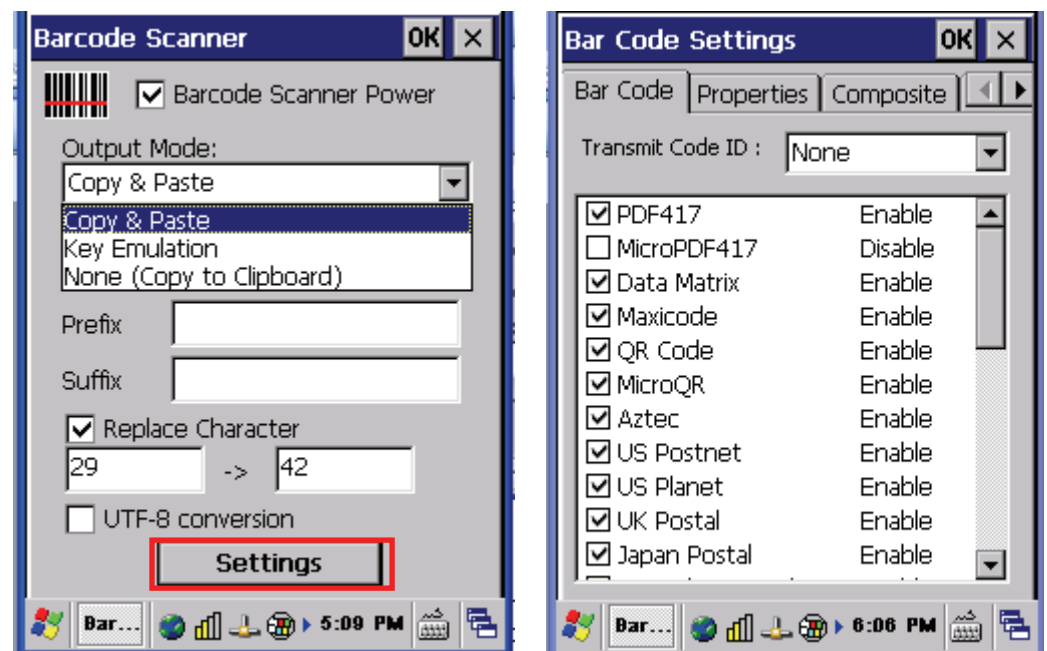 Barcode Scanner OK
Barcode Scanner Power
Output Mode:
Copy & Paste
Copy & Paste
Key Emulation
None (Copy to Clipboard)
Prefix
Suffix
Replace Character
29 -> 42
UTF-8 conversion
Settings
Bar... 5:09 PM
Bar Code Settings OK
Bar Code Properties Composite
Transmit Code ID : None
PDF417 Enable
MicroPDF417 Disable
Data Matrix Enable
Maxicode Enable
QR Code Enable
MicroQR Enable
Aztec Enable
US Postnet Enable
US Planet Enable
UK Postal Enable
Japan Postal Enable
Bar... 6:06 PM